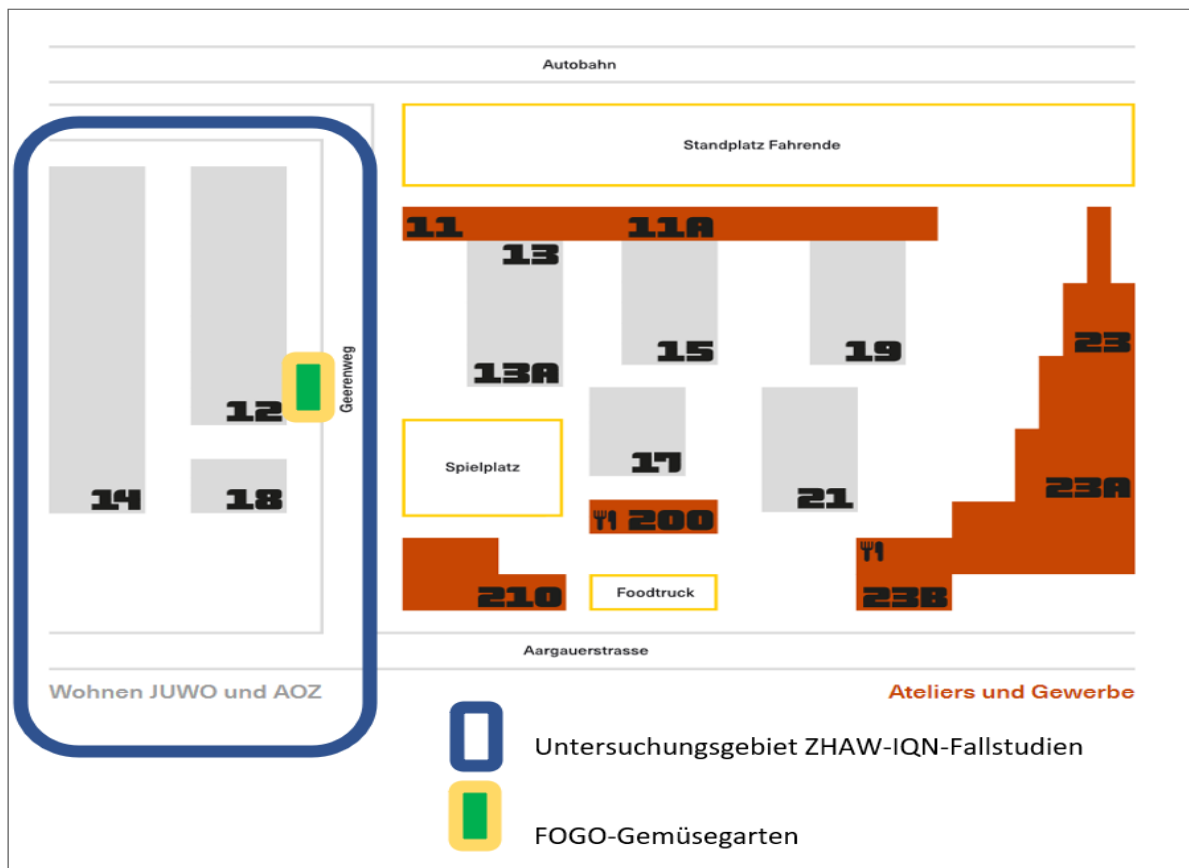 Autobahn
Standplatz Fahrende
11
11A
13
13A
15
19
23
Geerenweg
12
14
18
Spielplatz
17
21
23A
200
210
Foodtruck
23B
Aargauerstrasse
Wohnen JUWO und AOZ
Ateliers und Gewerbe
Untersuchungsgebiet ZHAW-IQN-Fallstudien
FOGO-Gemüsegarten